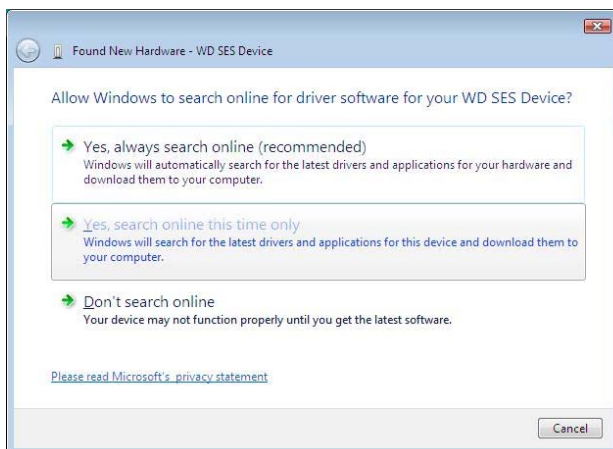 Found New Hardware - WD SES Device
Allow Windows to search online for driver software for your WD SES Device?
Yes, always search online (recommended)
Windows will automatically search for the latest drivers and applications for your hardware and
download them to your computer.
Yes, search online this time only
Windows will search for the latest drivers and applications for this device and download them to
your computer.
Don't search online
Your device may not function properly until you get the latest software.
Please read Microsoft's privacy statement
Cancel